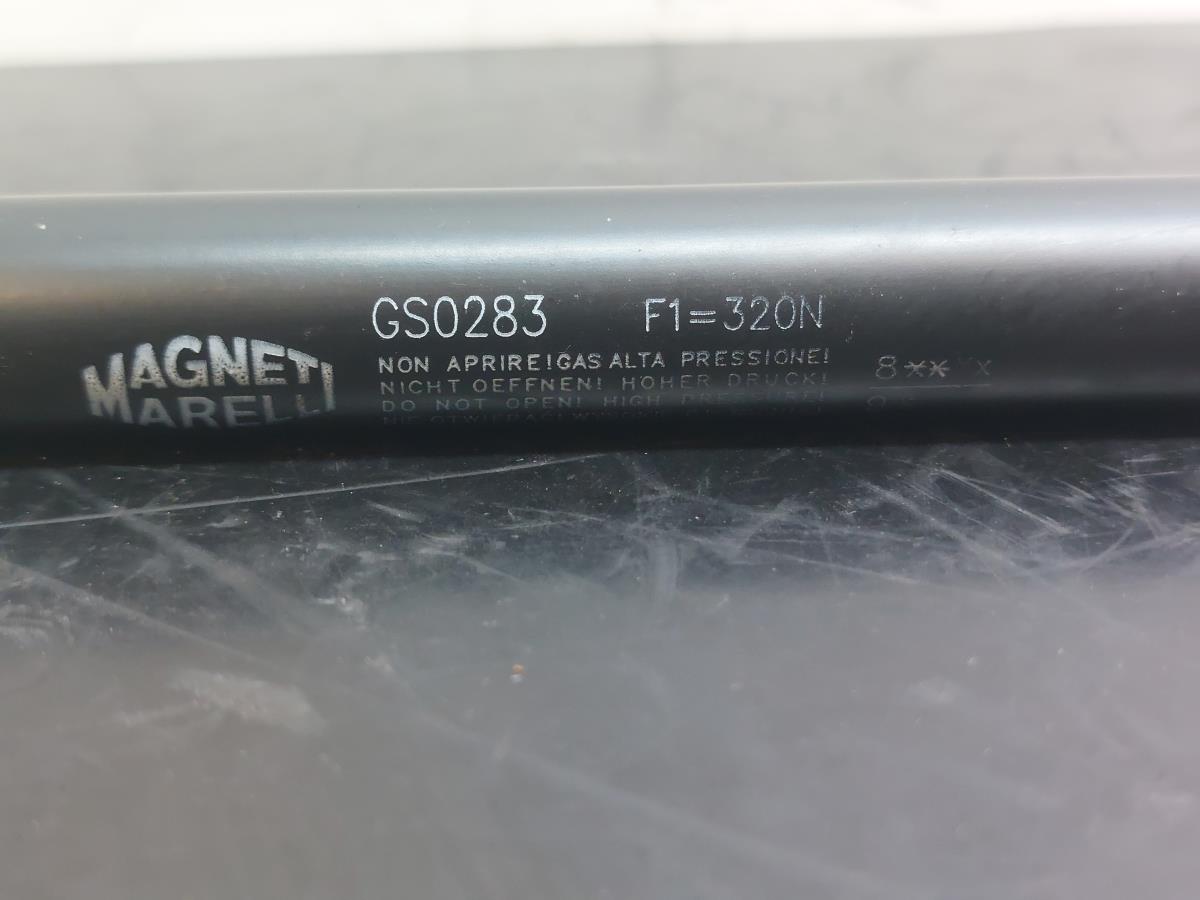 GS0283 F1=320N
MAGNETI
MARELLI
NON APRIRE! GAS ALTA PRESSIONE!
NICHT OEFFNEN! HOHER DRUCK!
DO NOT OPEN! HIGH PRESSURE!
8**